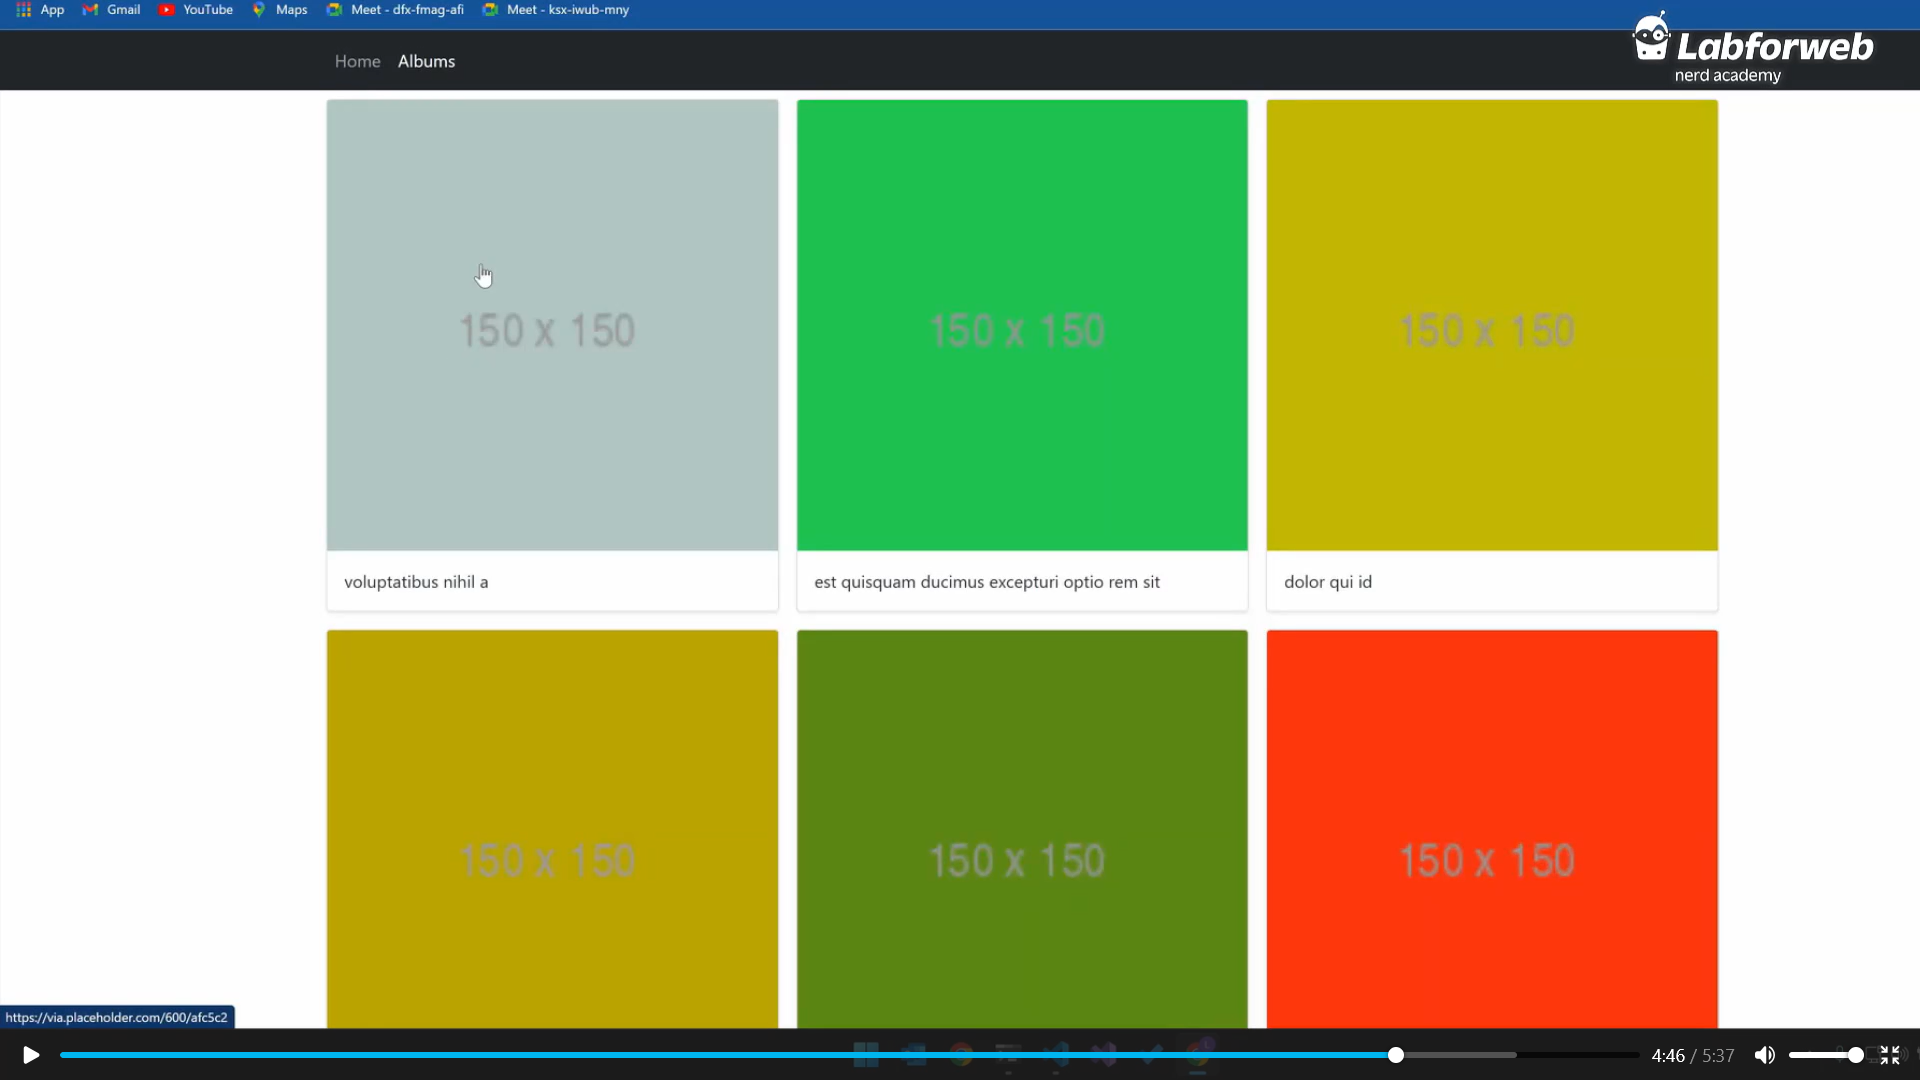 App Gmail YouTube Maps Meet - dfx-fmag-afi Meet - ksx-iwub-mny
Labforweb
nerd academy
Home Albums
150 x 150 150 x 150 150 x 150
voluptatibus nihil a est quisquam ducimus excepturi optio rem sit dolor qui id
150 x 150 150 x 150 150 x 150
https://via.placeholder.com/600/afc5c2
4:46 / 5:37